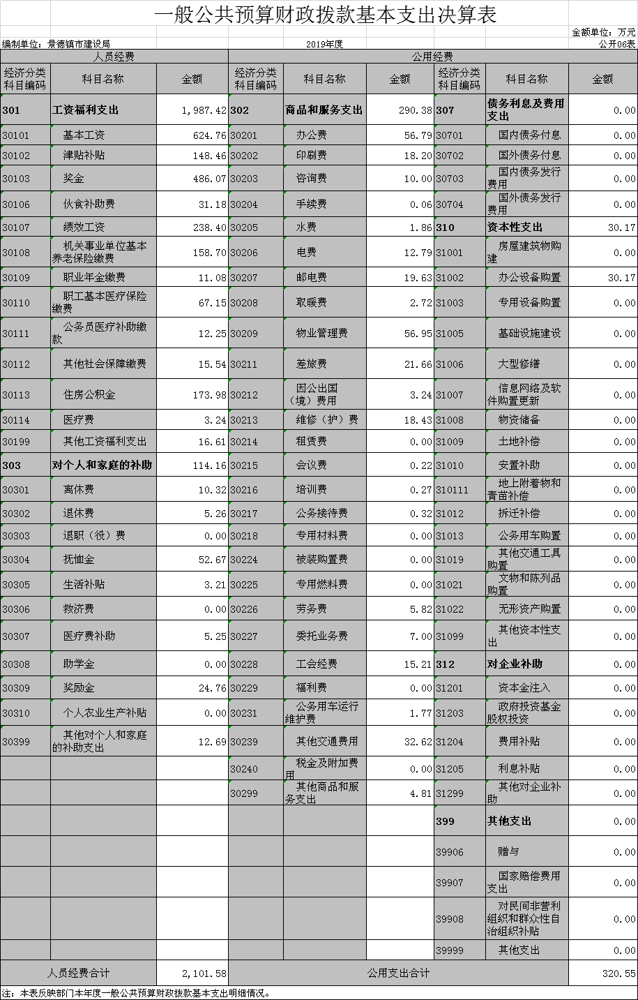 一般公共预算财政拨款基本支出决算表
金额单位：万元
编制单位：景德镇市建设局 2019年度 公开06表
人员经费 公用经费
经济分类科目编码 科目名称 金额 经济分类科目编码 科目名称 金额 经济分类科目编码 科目名称 金额
301 工资福利支出 1,987.42 302 商品和服务支出 290.38 307 债务利息及费用支出 0.00
30101 基本工资 624.76 30201 办公费 56.79 30701 国内债务付息 0.00
30102 津贴补贴 148.46 30202 印刷费 18.20 30702 国外债务付息 0.00
30103 奖金 486.07 30203 咨询费 10.00 30703 国内债务发行费用 0.00
30106 伙食补助费 31.18 30204 手续费 0.06 30704 国外债务发行费用 0.00
30107 绩效工资 238.40 30205 水费 1.86 310 资本性支出 30.17
30108 机关事业单位基本养老保险缴费 158.70 30206 电费 12.79 31001 房屋建筑物购建 0.00
30109 职业年金缴费 11.08 30207 邮电费 19.63 31002 办公设备购置 30.17
30110 职工基本医疗保险缴费 67.15 30208 取暖费 2.72 31003 专用设备购置 0.00
30111 公务员医疗补助缴款 12.25 30209 物业管理费 56.95 31005 基础设施建设 0.00
30112 其他社会保障缴费 15.54 30211 差旅费 21.66 31006 大型修缮 0.00
30113 住房公积金 173.98 30212 因公出国（境）费用 3.24 31007 信息网络及软件购置更新 0.00
30114 医疗费 3.24 30213 维修（护）费 18.43 31008 物资储备 0.00
30199 其他工资福利支出 16.61 30214 租赁费 0.00 31009 土地补偿 0.00
303 对个人和家庭的补助 114.16 30215 会议费 0.22 31010 安置补助 0.00
30301 离休费 10.32 30216 培训费 0.27 310111 地上附着物和青苗补偿 0.00
30302 退休费 5.26 30217 公务接待费 0.32 31012 拆迁补偿 0.00
30303 退职（役）费 0.00 30218 专用材料费 0.00 31013 公务用车购置 0.00
30304 抚恤金 52.67 30224 被装购置费 0.00 31019 其他交通工具购置 0.00
30305 生活补贴 3.21 30225 专用燃料费 0.00 31021 文物和陈列品购置 0.00
30306 救济费 0.00 30226 劳务费 5.82 31022 无形资产购置 0.00
30307 医疗费补助 5.25 30227 委托业务费 7.00 31099 其他资本性支出 0.00
30308 助学金 0.00 30228 工会经费 15.21 312 对企业补助 0.00
30309 奖励金 24.76 30229 福利费 0.00 31201 资本金注入 0.00
30310 个人农业生产补贴 0.00 30231 公务用车运行维护费 1.77 31203 政府投资基金股权投资 0.00
30399 其他对个人和家庭的补助支出 12.69 30239 其他交通费用 32.62 31204 费用补贴 0.00
30240 税金及附加费用 0.00 31205 利息补贴 0.00
30299 其他商品和服务支出 4.81 31299 其他对企业补助 0.00
399 其他支出 0.00
39906 赠与 0.00
39907 国家赔偿费用支出 0.00
39908 对民间非营利组织和群众性自治组织补贴 0.00
39999 其他支出 0.00
人员经费合计 2,101.58 公用支出合计 320.55
注：本表反映部门本年度一般公共预算财政拨款基本支出明细情况。